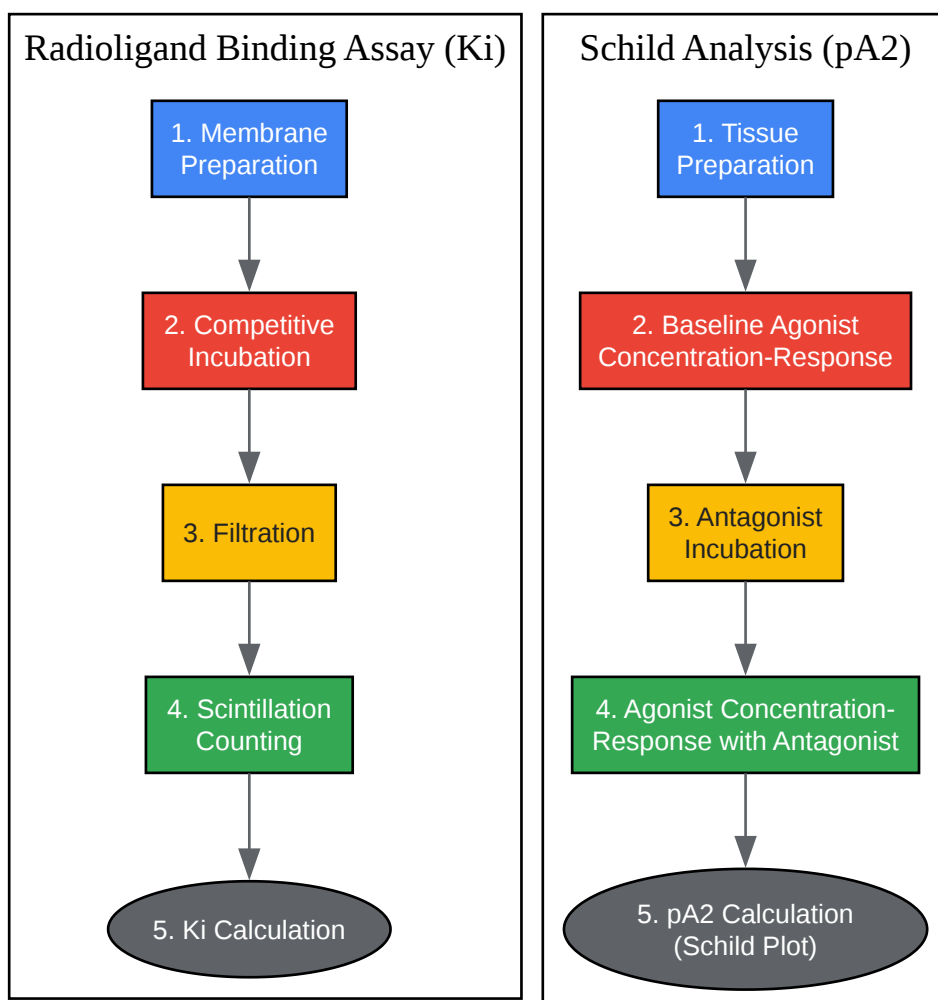 Radioligand Binding Assay (Ki)
1. Membrane
Preparation
2. Competitive
Incubation
3. Filtration
4. Scintillation
Counting
5. Ki Calculation
Schild Analysis (pA2)
1. Tissue
Preparation
2. Baseline Agonist
Concentration-Response
3. Antagonist
Incubation
4. Agonist Concentration-
Response with Antagonist
5. pA2 Calculation
(Schild Plot)